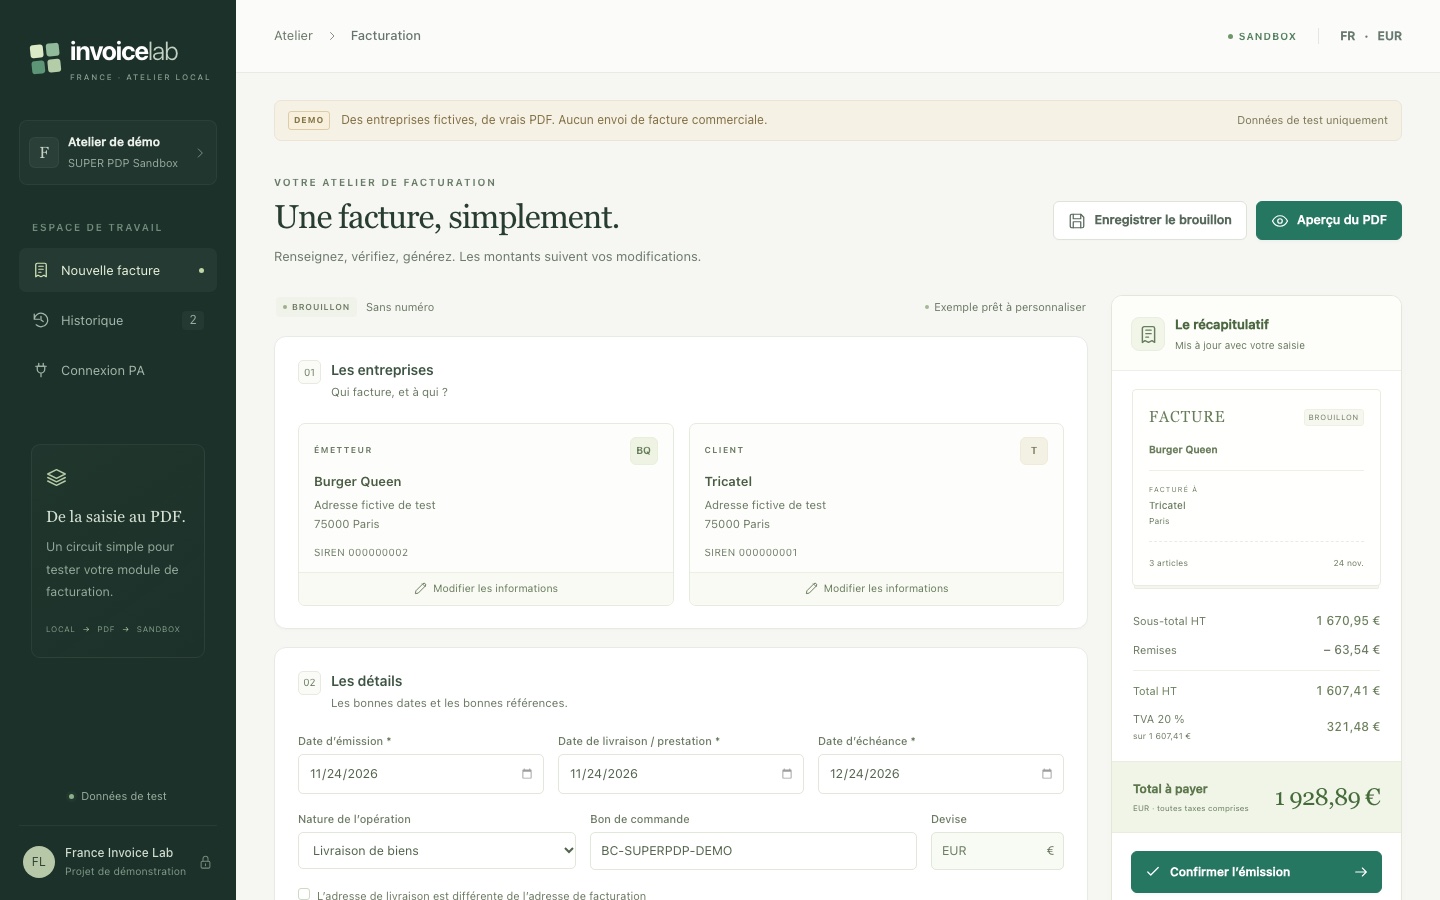 invoicelab
FRANCE · ATELIER LOCAL
F
Atelier de démo
SUPER PDP Sandbox
ESPACE DE TRAVAIL
Nouvelle facture
Historique 2
Connexion PA
De la saisie au PDF.
Un circuit simple pour
tester votre module de
facturation.
LOCAL → PDF → SANDBOX
Données de test
FL
France Invoice Lab
Projet de démonstration
Atelier > Facturation
SANDBOX
FR · EUR
DEMO Des entreprises fictives, de vrais PDF. Aucun envoi de facture commerciale.
Données de test uniquement
VOTRE ATELIER DE FACTURATION
Une facture, simplement.
Renseignez, vérifiez, générez. Les montants suivent vos modifications.
Enregistrer le brouillon
Aperçu du PDF
BROUILLON Sans numéro
Exemple prêt à personnaliser
01 Les entreprises
Qui facture, et à qui ?
ÉMETTEUR BQ
Burger Queen
Adresse fictive de test
75000 Paris
SIREN 000000002
Modifier les informations
CLIENT T
Tricatel
Adresse fictive de test
75000 Paris
SIREN 000000001
Modifier les informations
02 Les détails
Les bonnes dates et les bonnes références.
Date d’émission *
11/24/2026
Date de livraison / prestation *
11/24/2026
Date d’échéance *
12/24/2026
Nature de l’opération
Livraison de biens
Bon de commande
BC-SUPERPDP-DEMO
Devise
EUR €
L’adresse de livraison est différente de l’adresse de facturation
Le récapitulatif
Mis à jour avec votre saisie
FACTURE BROUILLON
Burger Queen
FACTURÉ À
Tricatel
Paris
3 articles 24 nov.
Sous-total HT 1 670,95 €
Remises − 63,54 €
Total HT 1 607,41 €
TVA 20 % 321,48 €
sur 1 607,41 €
Total à payer 1 928,89 €
EUR · toutes taxes comprises
Confirmer l’émission →